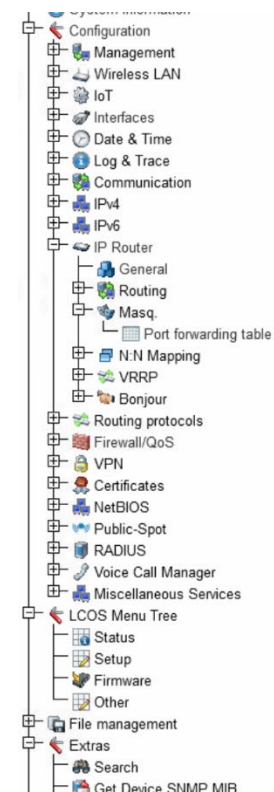 System Information
Configuration
Management
Wireless LAN
IoT
Interfaces
Date & Time
Log & Trace
Communication
IPv4
IPv6
IP Router
General
Routing
Masq.
Port forwarding table
N:N Mapping
VRRP
Bonjour
Routing protocols
Firewall/QoS
VPN
Certificates
NetBIOS
Public-Spot
RADIUS
Voice Call Manager
Miscellaneous Services
LCOS Menu Tree
Status
Setup
Firmware
Other
File management
Extras
Search
Get Device SNMP MIB